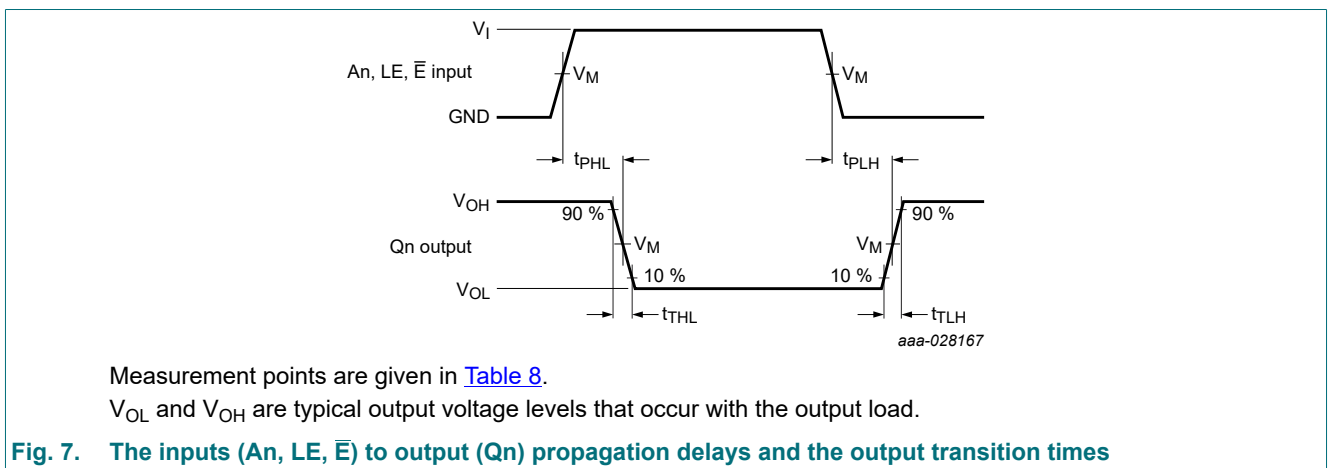 V_I
An, LE, E̅ input
V_M
V_M
GND
t_PHL
t_PLH
V_OH
90 %
90 %
Qn output
V_M
V_M
10 %
10 %
V_OL
t_THL
t_TLH
aaa-028167
Measurement points are given in Table 8.
V_OL and V_OH are typical output voltage levels that occur with the output load.
Fig. 7. The inputs (An, LE, E̅) to output (Qn) propagation delays and the output transition times